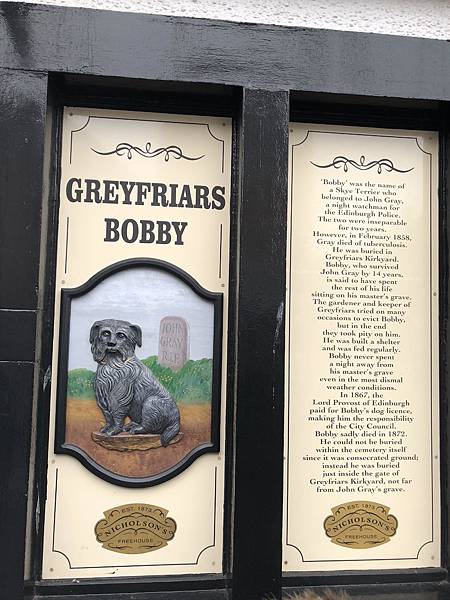 GREYFRIARS
BOBBY
JOHN
GRAY
R.I.P
EST. 1873
NICHOLSON'S
FREEHOUSE
'Bobby' was the name of
a Skye Terrier who
belonged to John Gray,
a night watchman for
the Edinburgh Police.
The two were inseparable
for two years.
However, in February 1858,
Gray died of tuberculosis.
He was buried in
Greyfriars Kirkyard.
Bobby, who survived
John Gray by 14 years,
is said to have spent
the rest of his life
sitting on his master's grave.
The gardener and keeper of
Greyfriars tried on many
occasions to evict Bobby,
but in the end
they took pity on him.
He was built a shelter
and was fed regularly.
Bobby never spent
a night away from
his master's grave
even in the most dismal
weather conditions.
In 1867, the
Lord Provost of Edinburgh
paid for Bobby's dog licence,
making him the responsibility
of the City Council.
Bobby sadly died in 1872.
He could not be buried
within the cemetery itself
since it was consecrated ground;
instead he was buried
just inside the gate of
Greyfriars Kirkyard, not far
from John Gray's grave.
EST. 1873
NICHOLSON'S
FREEHOUSE